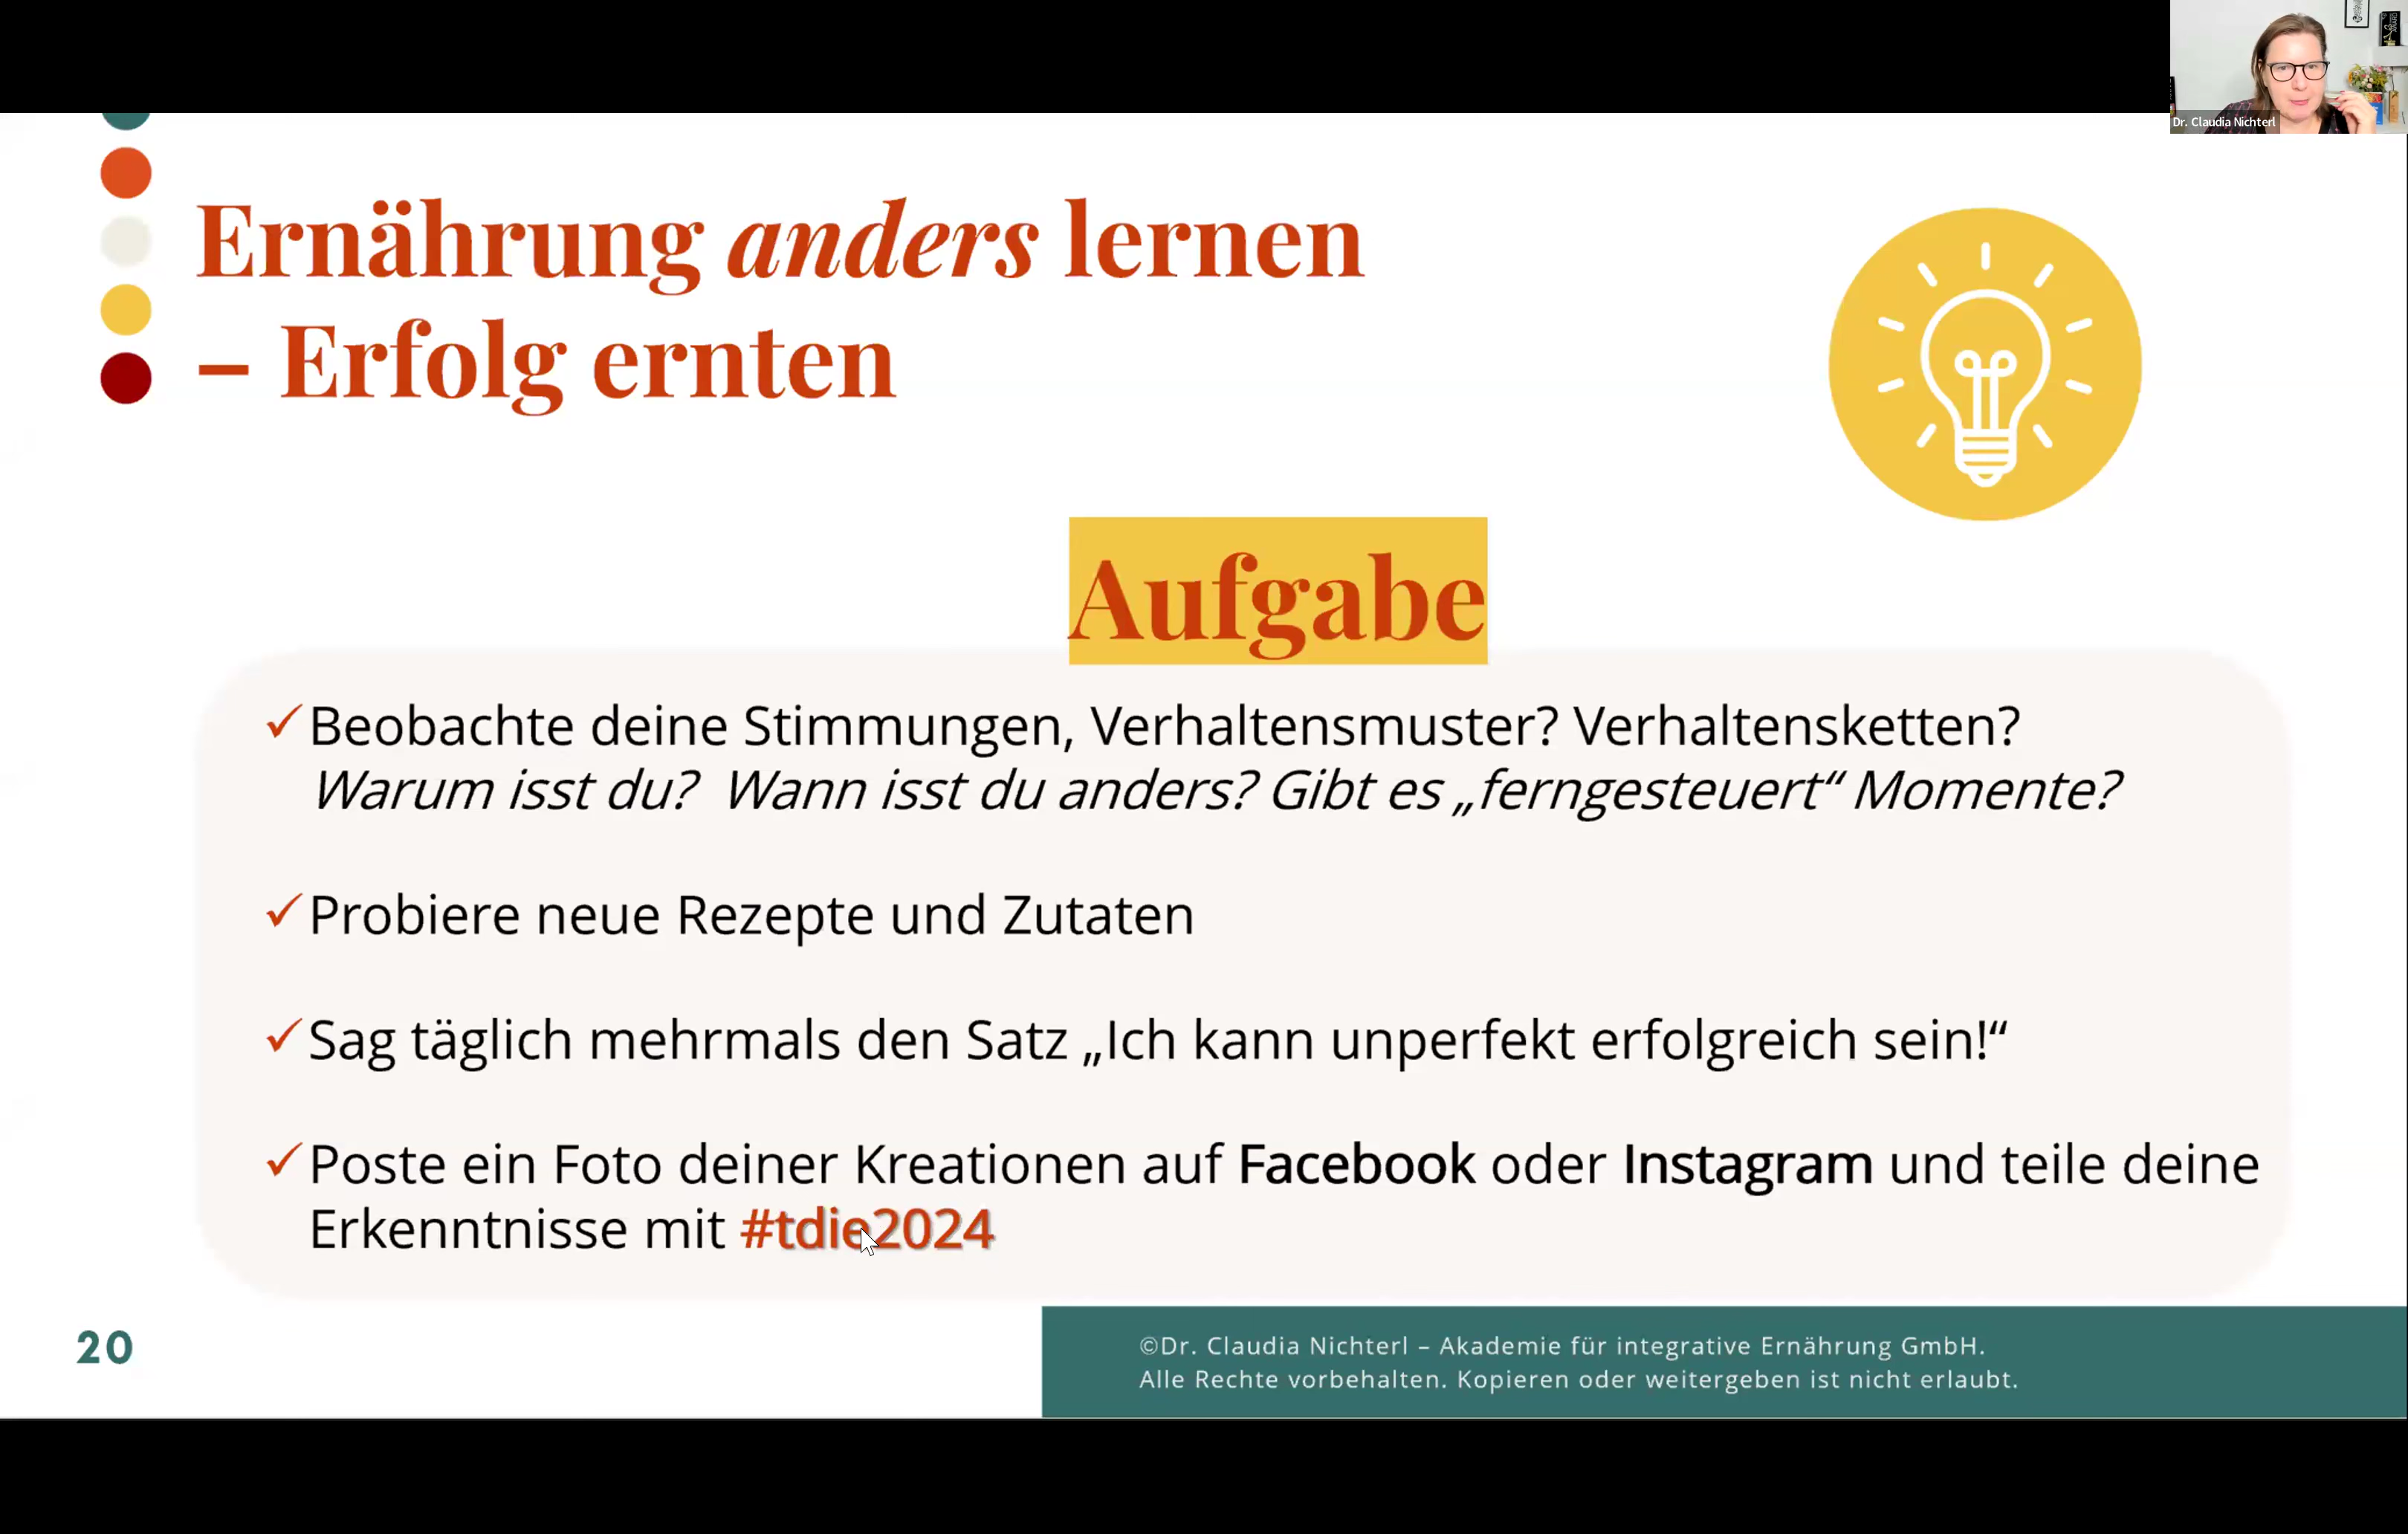 Dr. Claudia Nichterl
Ernährung anders lernen
– Erfolg ernten
Aufgabe
✓Beobachte deine Stimmungen, Verhaltensmuster? Verhaltensketten?
Warum isst du?  Wann isst du anders? Gibt es „ferngesteuert“ Momente?
✓Probiere neue Rezepte und Zutaten
✓Sag täglich mehrmals den Satz „Ich kann unperfekt erfolgreich sein!“
✓Poste ein Foto deiner Kreationen auf Facebook oder Instagram und teile deine
Erkenntnisse mit #tdie2024
20
©Dr. Claudia Nichterl – Akademie für integrative Ernährung GmbH.
Alle Rechte vorbehalten. Kopieren oder weitergeben ist nicht erlaubt.